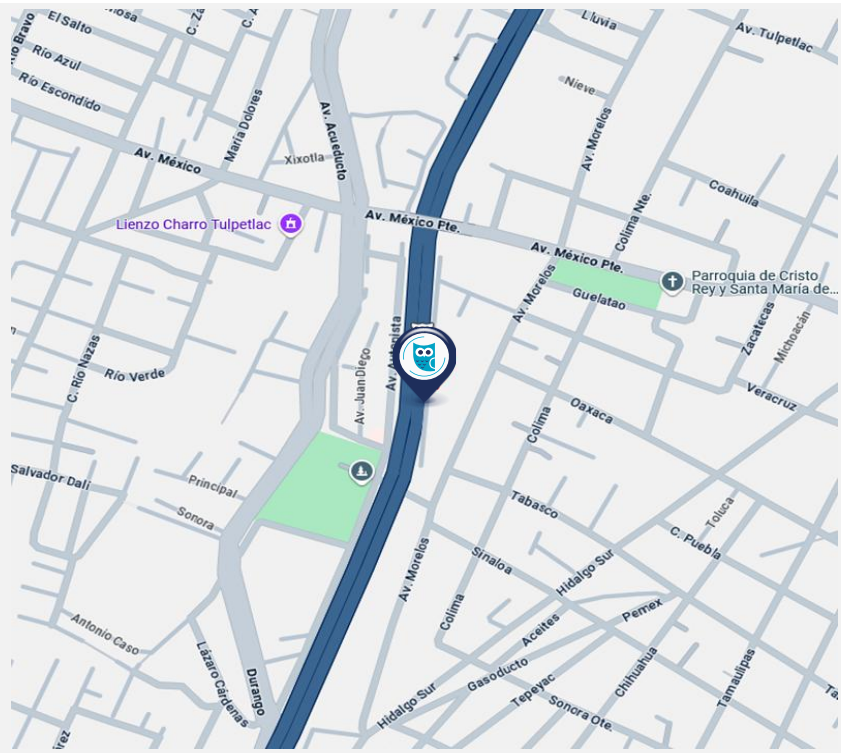 El Salto
Río Azul
Río Escondido
María Dolores
Av. México
Xixotla
Av. Acueducto
Lluvia
Av. Tulpetlac
Nieve
Av. Morelos
Coahuila
Colima Nte.
Lienzo Charro Tulpetlac
Av. México Pte.
Av. México Pte.
Parroquia de Cristo
Rey y Santa María de...
Guelatao
Av. Morelos
Zacatecas
Michoacán
C. Río Nazas
Río Verde
Av. Juan Diego
Av. Autopista
Veracruz
Oaxaca
Colima
Salvador Dalí
Principal
Sonora
Tabasco
Toluca
C. Puebla
Sinaloa
Hidalgo Sur
Av. Morelos
Colima
Aceites
Pemex
Antonio Caso
Lázaro Cárdenas
Durango
Gasoducto
Tepeyac
Chihuahua
Tamaulipas
Hidalgo Sur
Sonora Ote.